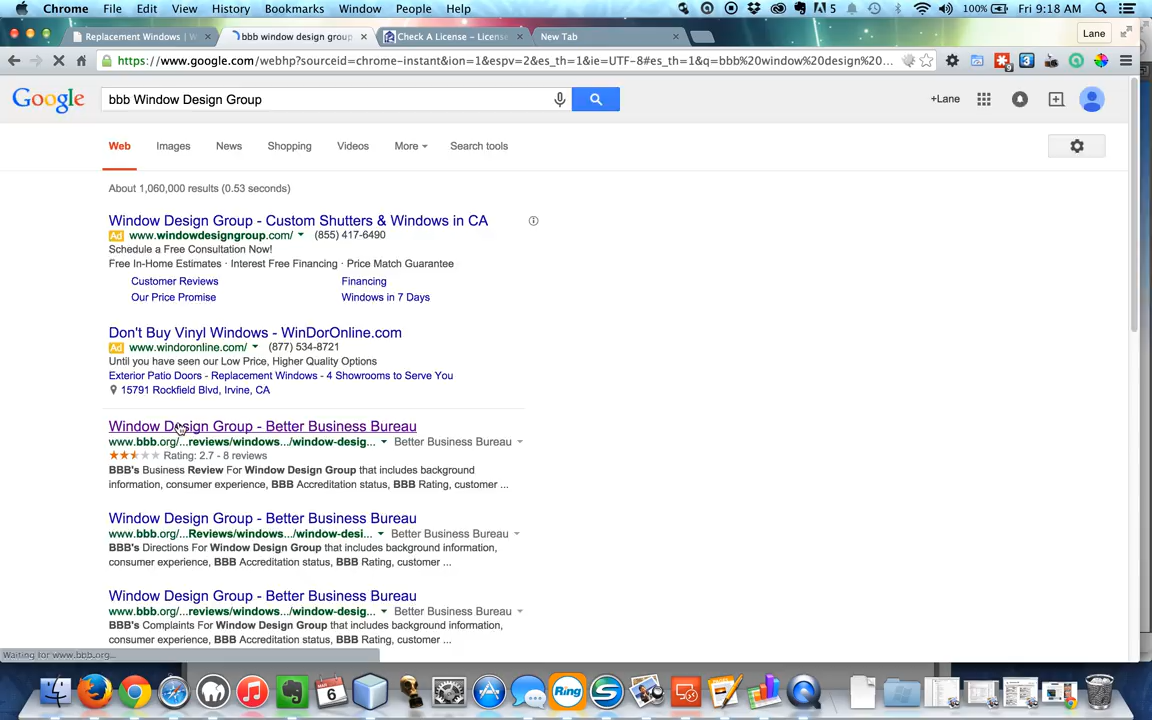 Chrome File Edit View History Bookmarks Window People Help 5 100% Fri 9:18 AM
Replacement Windows | W × bbb window design group × Check A License – License × New Tab × Lane
https://www.google.com/webhp?sourceid=chrome-instant&ion=1&espv=2&es_th=1&ie=UTF-8#es_th=1&q=bbb%20window%20design%20... 9 3
Google bbb Window Design Group +Lane
Web Images News Shopping Videos More Search tools
About 1,060,000 results (0.53 seconds)
Window Design Group - Custom Shutters & Windows in CA
Ad www.windowdesigngroup.com/ (855) 417-6490
Schedule a Free Consultation Now!
Free In-Home Estimates · Interest Free Financing · Price Match Guarantee
Customer Reviews Financing
Our Price Promise Windows in 7 Days
Don't Buy Vinyl Windows - WinDorOnline.com
Ad www.windoronline.com/ (877) 534-8721
Until you have seen our Low Price, Higher Quality Options
Exterior Patio Doors - Replacement Windows - 4 Showrooms to Serve You
15791 Rockfield Blvd, Irvine, CA
Window Design Group - Better Business Bureau
www.bbb.org/...reviews/windows.../window-desig... Better Business Bureau
Rating: 2.7 - 8 reviews
BBB's Business Review For Window Design Group that includes background
information, consumer experience, BBB Accreditation status, BBB Rating, customer ...
Window Design Group - Better Business Bureau
www.bbb.org/...Reviews/windows.../window-desi... Better Business Bureau
BBB's Directions For Window Design Group that includes background information,
consumer experience, BBB Accreditation status, BBB Rating, customer ...
Window Design Group - Better Business Bureau
www.bbb.org/...reviews/windows.../window-desig... Better Business Bureau
BBB's Complaints For Window Design Group that includes background information,
consumer experience, BBB Accreditation status, BBB Rating, customer ...
Waiting for www.bbb.org...
6 Ring